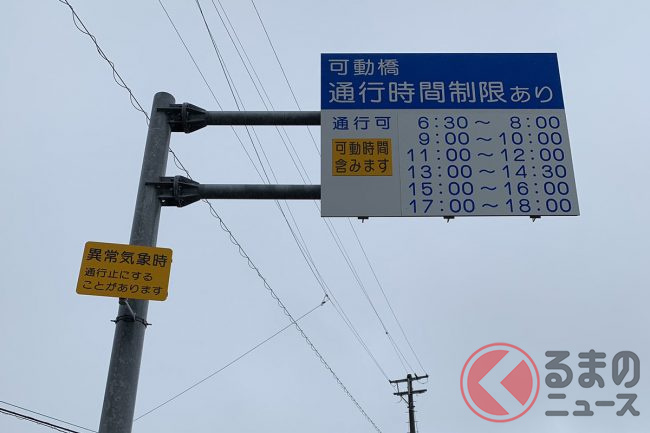 可動橋
通行時間制限あり
通行可
可動時間
含みます
6:30～ 8:00
9:00～10:00
11:00～12:00
13:00～14:30
15:00～16:00
17:00～18:00
異常気象時
通行止にする
ことがあります
くるまの
ニュース